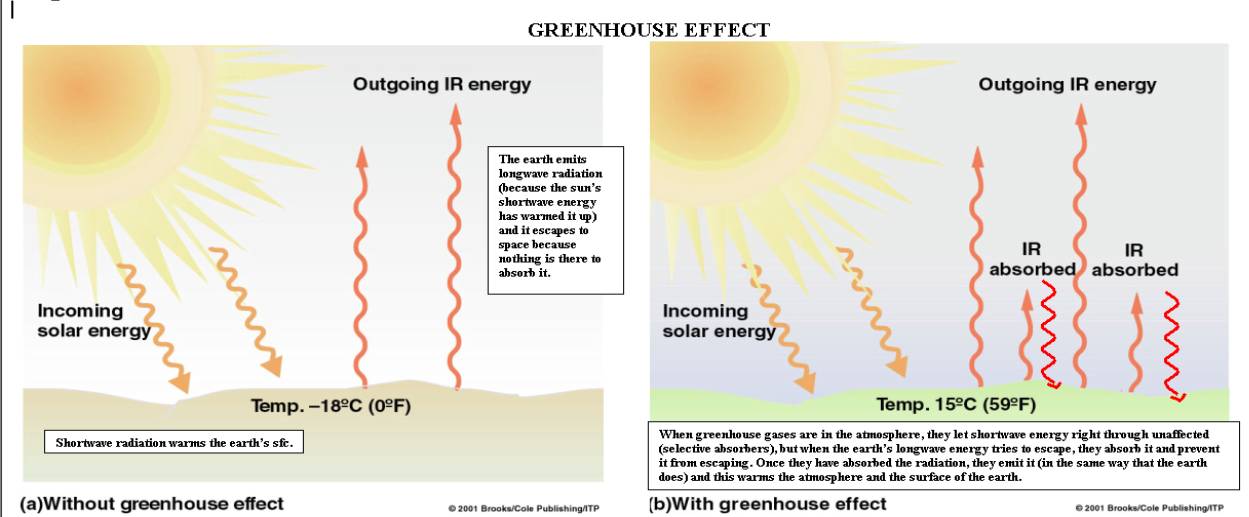 GREENHOUSE EFFECT
Outgoing IR energy
The earth emits
longwave radiation
(because the sun's
shortwave energy
has warmed it up)
and it escapes to
space because
nothing is there to
absorb it.
Incoming
solar energy
Temp. –18ºC (0ºF)
Shortwave radiation warms the earth's sfc.
(a)Without greenhouse effect
© 2001 Brooks/Cole Publishing/ITP
Outgoing IR energy
IR
absorbed
IR
absorbed
Incoming
solar energy
Temp. 15ºC (59ºF)
When greenhouse gases are in the atmosphere, they let shortwave energy right through unaffected
(selective absorbers), but when the earth's longwave energy tries to escape, they absorb it and prevent
it from escaping. Once they have absorbed the radiation, they emit it (in the same way that the earth
does) and this warms the atmosphere and the surface of the earth.
(b)With greenhouse effect
© 2001 Brooks/Cole Publishing/ITP